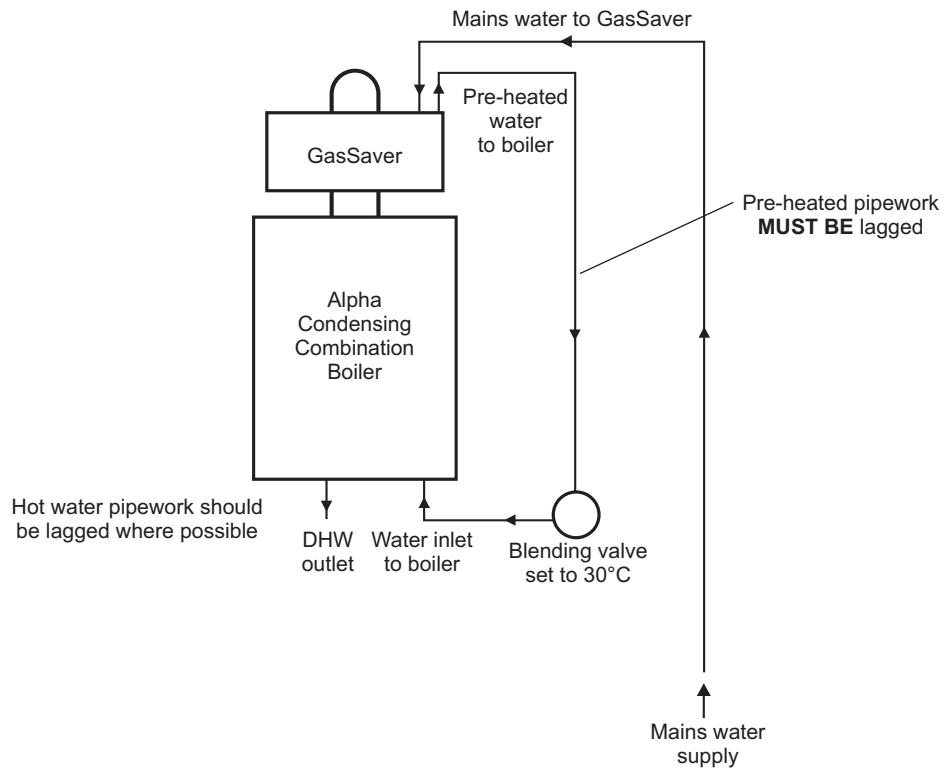 Mains water to GasSaver
Pre-heated
water
to boiler
GasSaver
Pre-heated pipework
MUST BE lagged
Alpha
Condensing
Combination
Boiler
Hot water pipework should
be lagged where possible
DHW
outlet
Water inlet
to boiler
Blending valve
set to 30°C
Mains water
supply